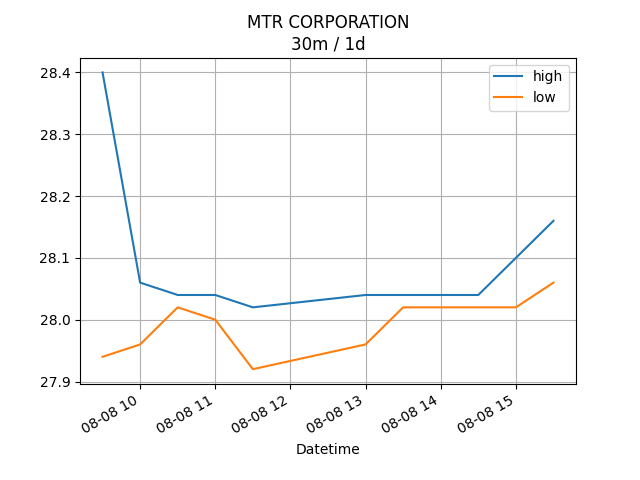 MTR CORPORATION
30m / 1d
high
low
28.4
28.3
28.2
28.1
28.0
27.9
08-08 10
08-08 11
08-08 12
08-08 13
08-08 14
08-08 15
Datetime